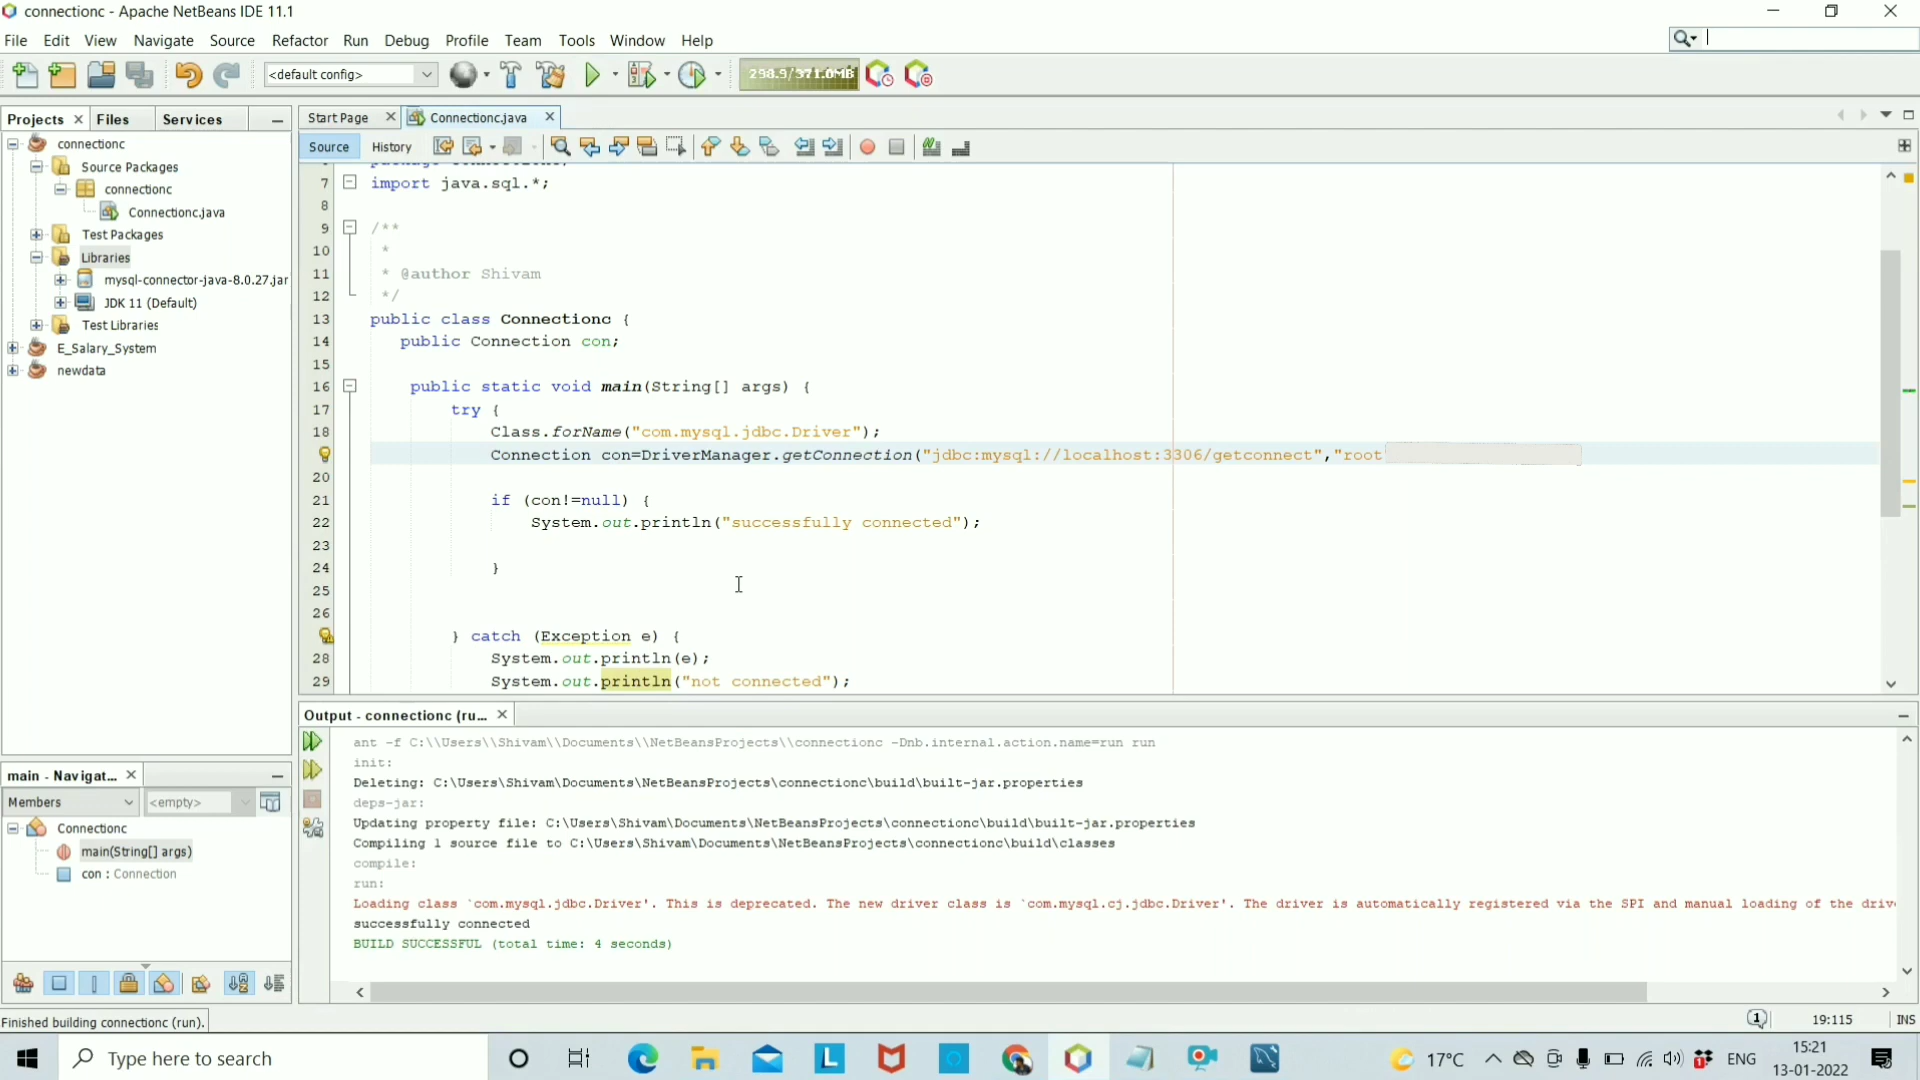 connectionc - Apache NetBeans IDE 11.1
File Edit View Navigate Source Refactor Run Debug Profile Team Tools Window Help
<default config>
298.9/371.0MB
Projects Files Services
Start Page Connectionc.java
Source History
connectionc
Source Packages
connectionc
Connectionc.java
Test Packages
Libraries
mysql-connector-java-8.0.27.jar
JDK 11 (Default)
Test Libraries
E_Salary_System
newdata
7 import java.sql.*;
8
9 /**
10 *
11 * @author Shivam
12 */
13 public class Connectionc {
14 public Connection con;
15
16 public static void main(String[] args) {
17 try {
18 Class.forName("com.mysql.jdbc.Driver");
Connection con=DriverManager.getConnection("jdbc:mysql://localhost:3306/getconnect","root
20
21 if (con!=null) {
22 System.out.println("successfully connected");
23
24 }
25
26
} catch (Exception e) {
28 System.out.println(e);
29 System.out.println("not connected");
Output - connectionc (ru...
ant -f C:\\Users\\Shivam\\Documents\\NetBeansProjects\\connectionc -Dnb.internal.action.name=run run
init:
Deleting: C:\Users\Shivam\Documents\NetBeansProjects\connectionc\build\built-jar.properties
deps-jar:
Updating property file: C:\Users\Shivam\Documents\NetBeansProjects\connectionc\build\built-jar.properties
Compiling 1 source file to C:\Users\Shivam\Documents\NetBeansProjects\connectionc\build\classes
compile:
run:
Loading class `com.mysql.jdbc.Driver'. This is deprecated. The new driver class is `com.mysql.cj.jdbc.Driver'. The driver is automatically registered via the SPI and manual loading of the driv
successfully connected
BUILD SUCCESSFUL (total time: 4 seconds)
main - Navigat...
Members <empty>
Connectionc
main(String[] args)
con : Connection
Finished building connectionc (run).
1 19:115 INS
Type here to search
L
17°C ENG
15:21
13-01-2022